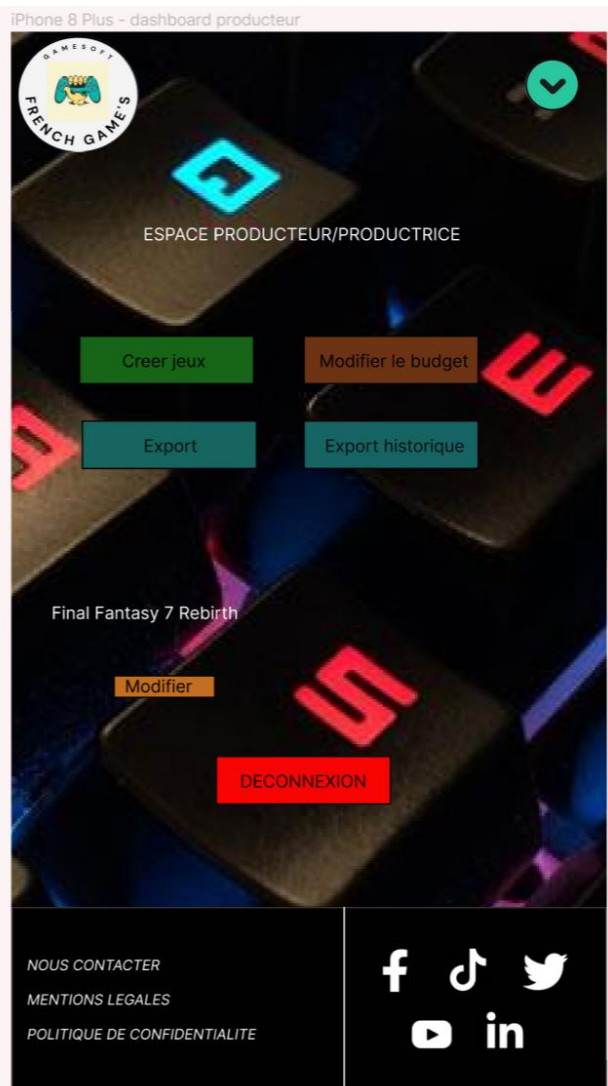 iPhone 8 Plus - dashboard producteur
GAMESOFT
FRENCH GAME'S
ESPACE PRODUCTEUR/PRODUCTRICE
Creer jeux
Modifier le budget
Export
Export historique
Final Fantasy 7 Rebirth
Modifier
DECONNEXION
NOUS CONTACTER
MENTIONS LEGALES
POLITIQUE DE CONFIDENTIALITE